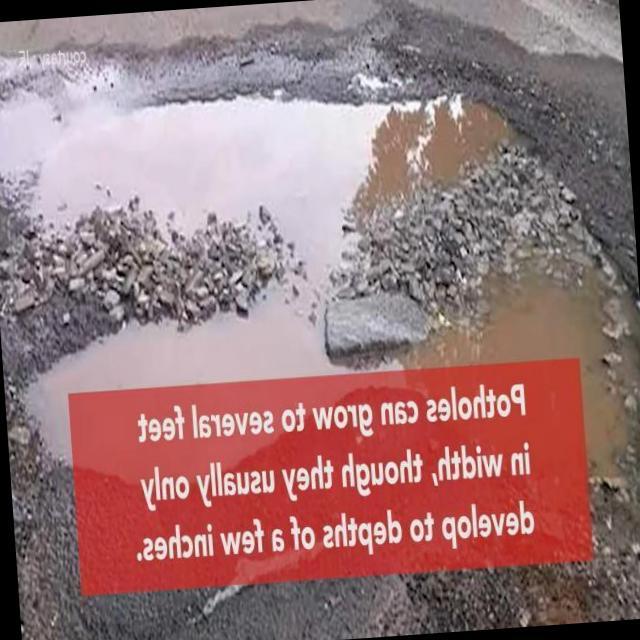 Potholes can grow to several feet
in width, though they usually only
develop to depths of a few inches.